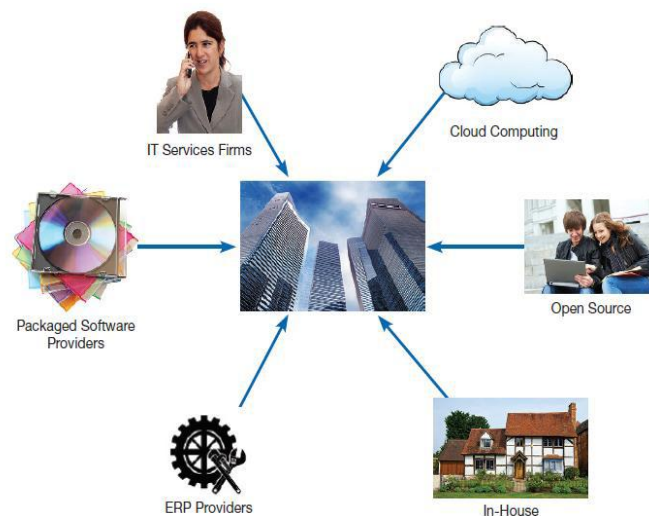 IT Services Firms
Cloud Computing
Packaged Software
Providers
Open Source
ERP Providers
In-House